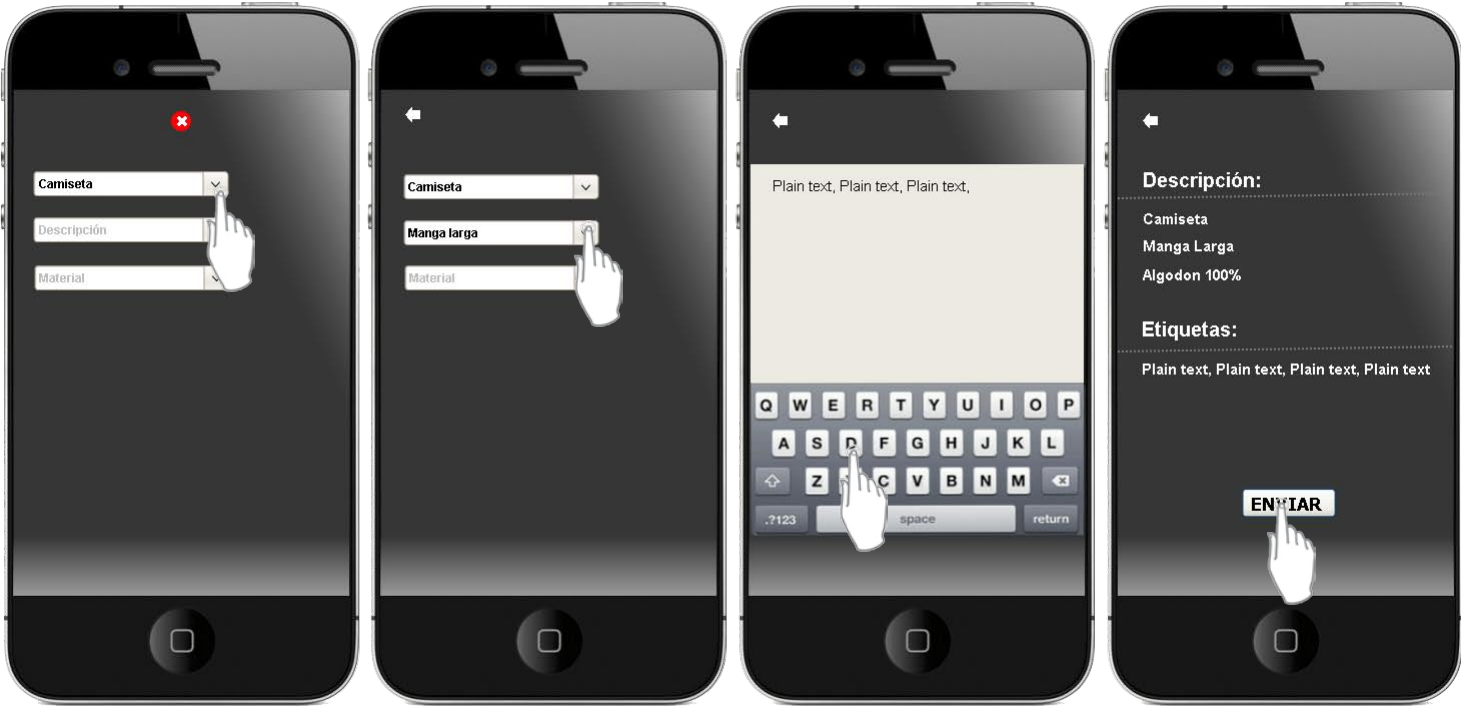 Camiseta
Descripción
Material
Camiseta
Manga larga
Material
Plain text, Plain text, Plain text,
Q W E R T Y U I O P
A S D F G H J K L
Z C V B N M
.?123 space return
Descripción:
Camiseta
Manga Larga
Algodon 100%
Etiquetas:
Plain text, Plain text, Plain text, Plain text
ENVIAR